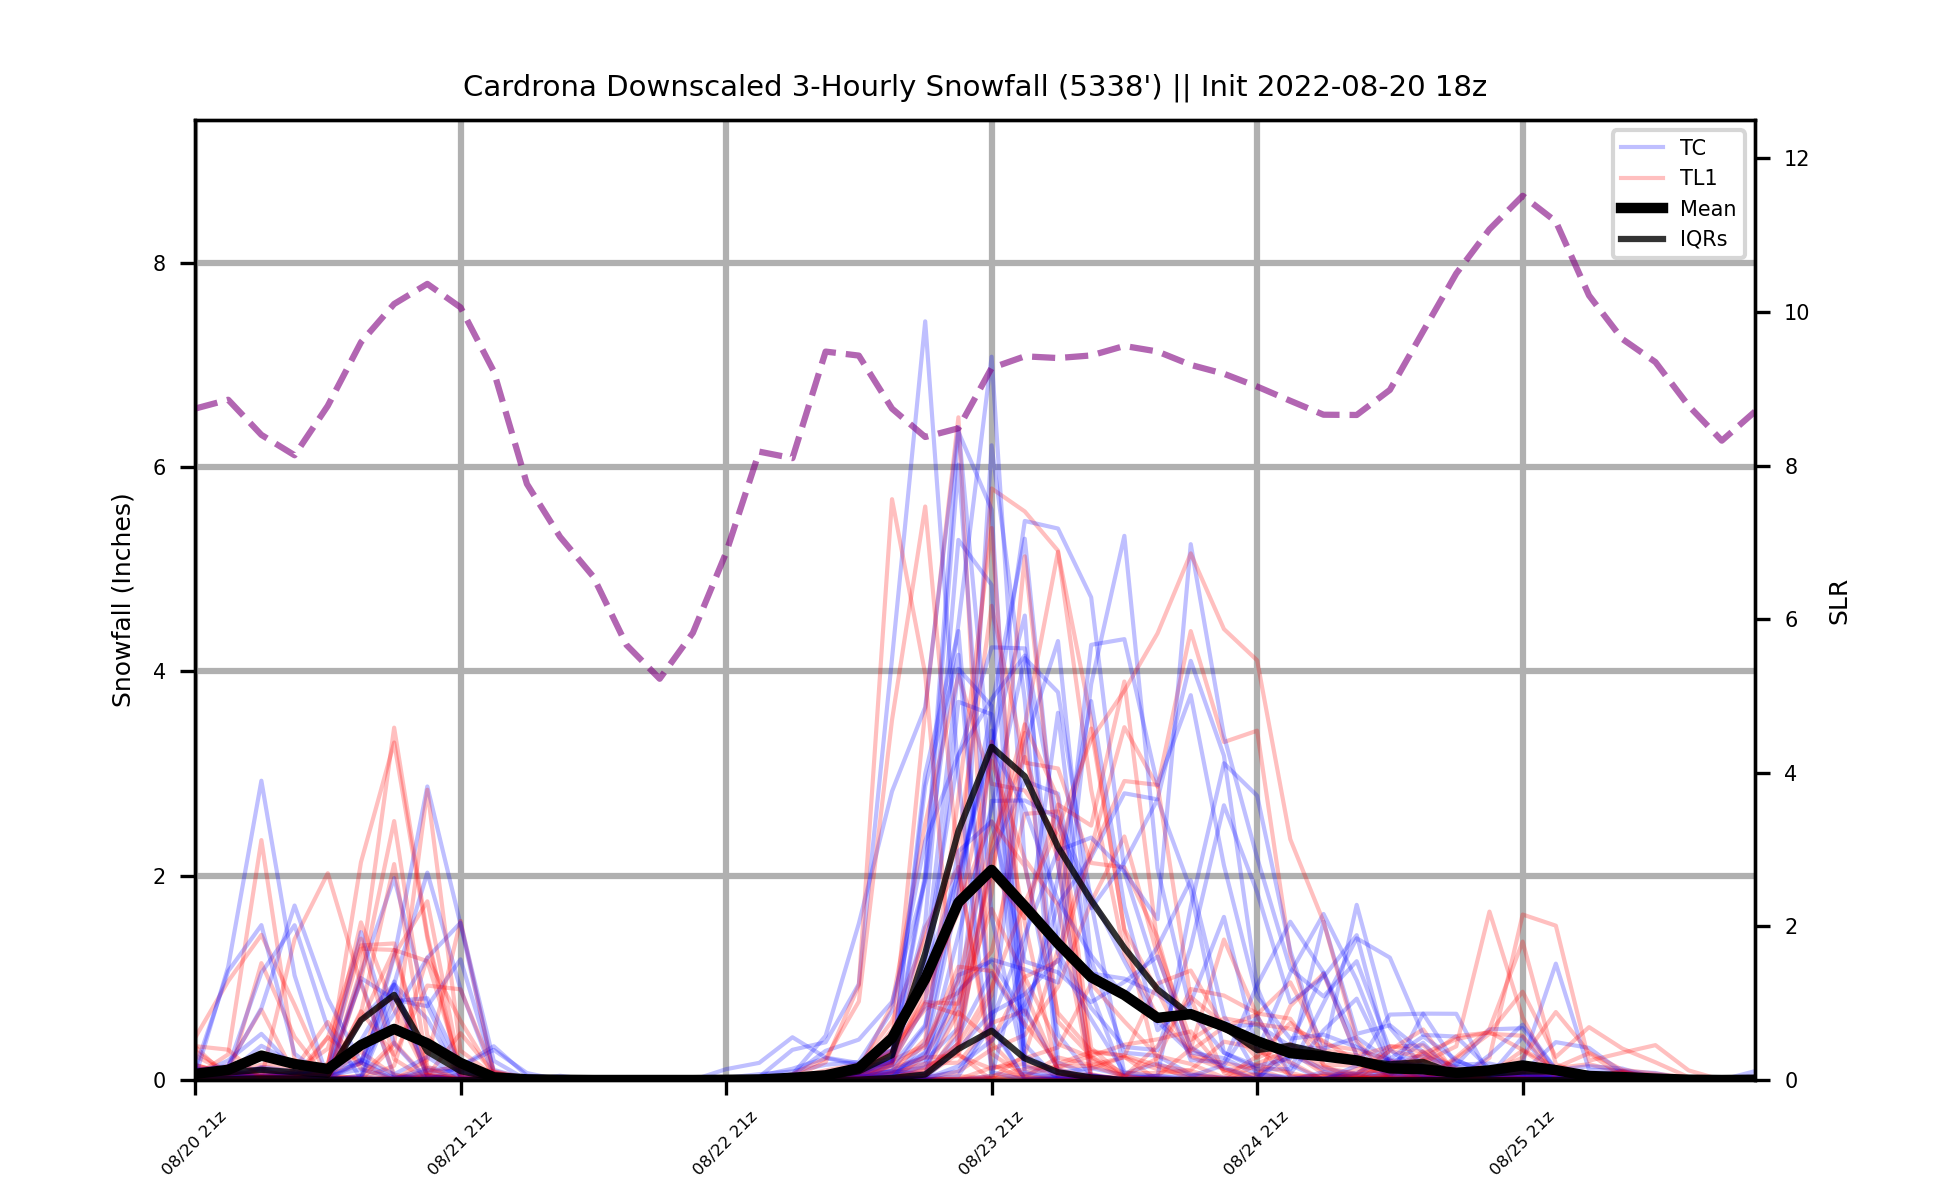 Cardrona Downscaled 3-Hourly Snowfall (5338') || Init 2022-08-20 18z
TC
TL1
Mean
IQRs
Snowfall (Inches)
8
6
4
2
0
12
10
8
6
4
2
0
SLR
08/20 21z
08/21 21z
08/22 21z
08/23 21z
08/24 21z
08/25 21z